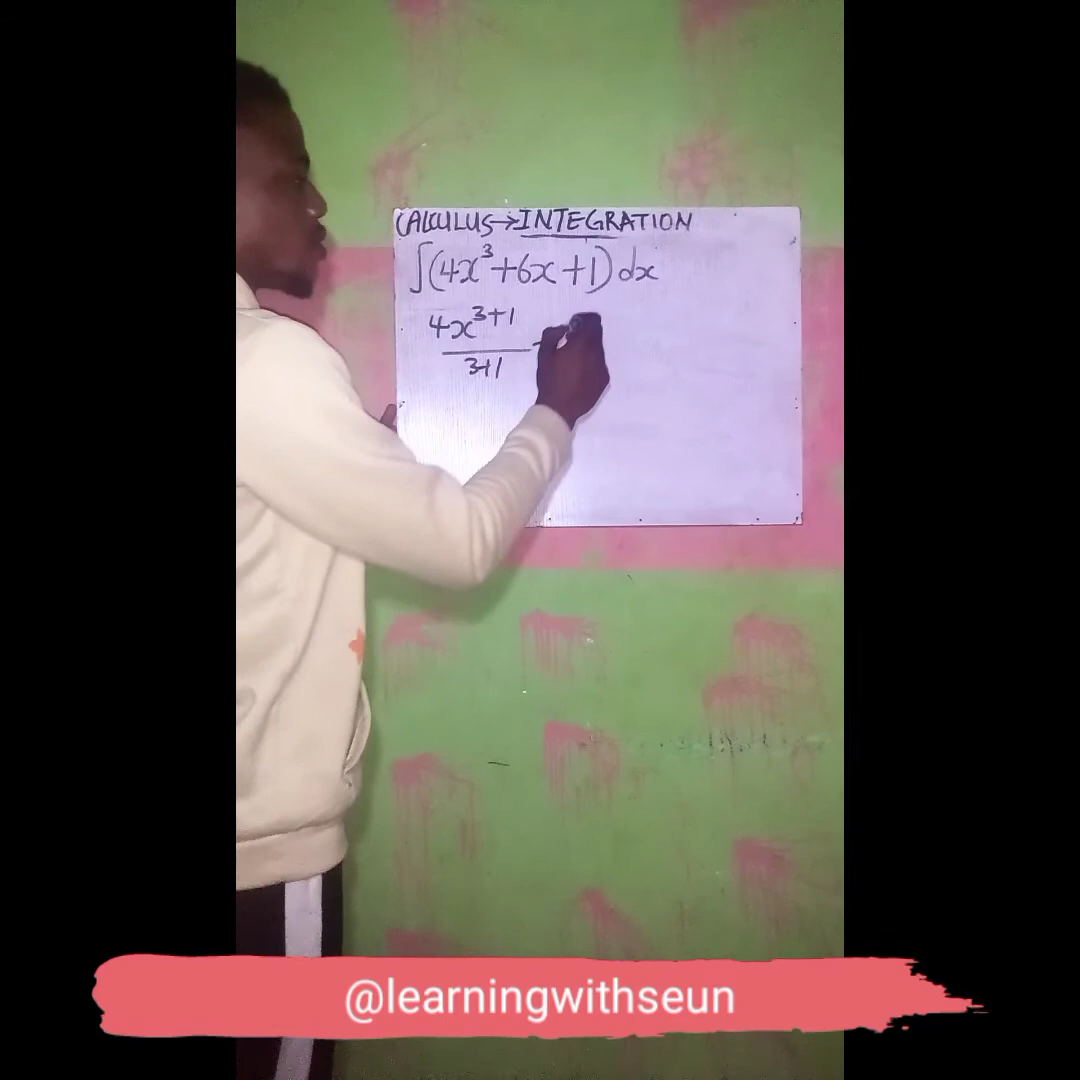 CALCULUS→INTEGRATION
∫(4x³+6x+1)dx
4x³⁺¹
3+1
@learningwithseun